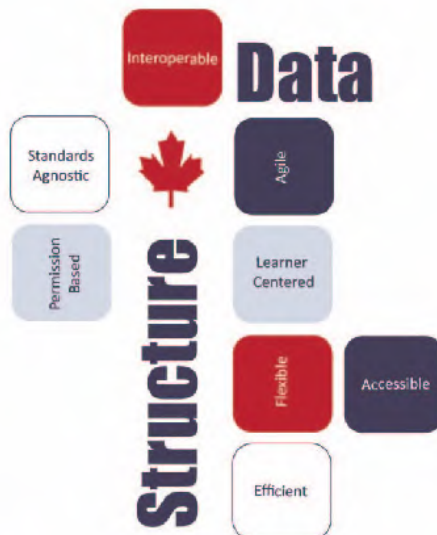 Interoperable
Data
Standards
Agnostic
Agile
Permission
Based
Structure
Learner
Centered
Flexible
Accessible
Efficient